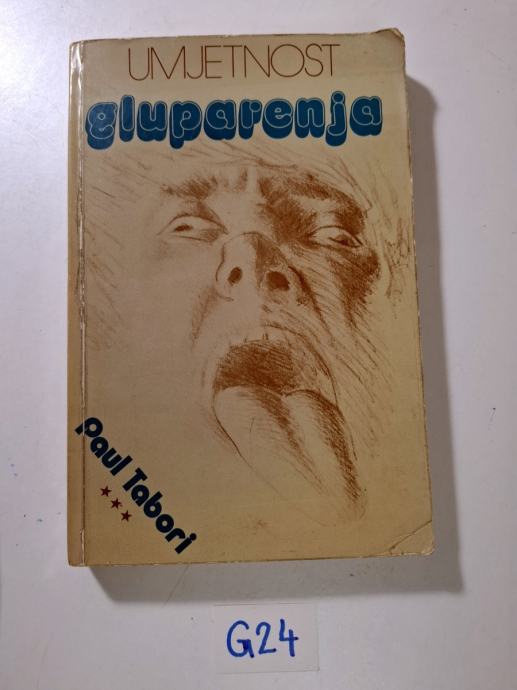 UMJETNOST
gluparenja
Paul Tabori
***
G24